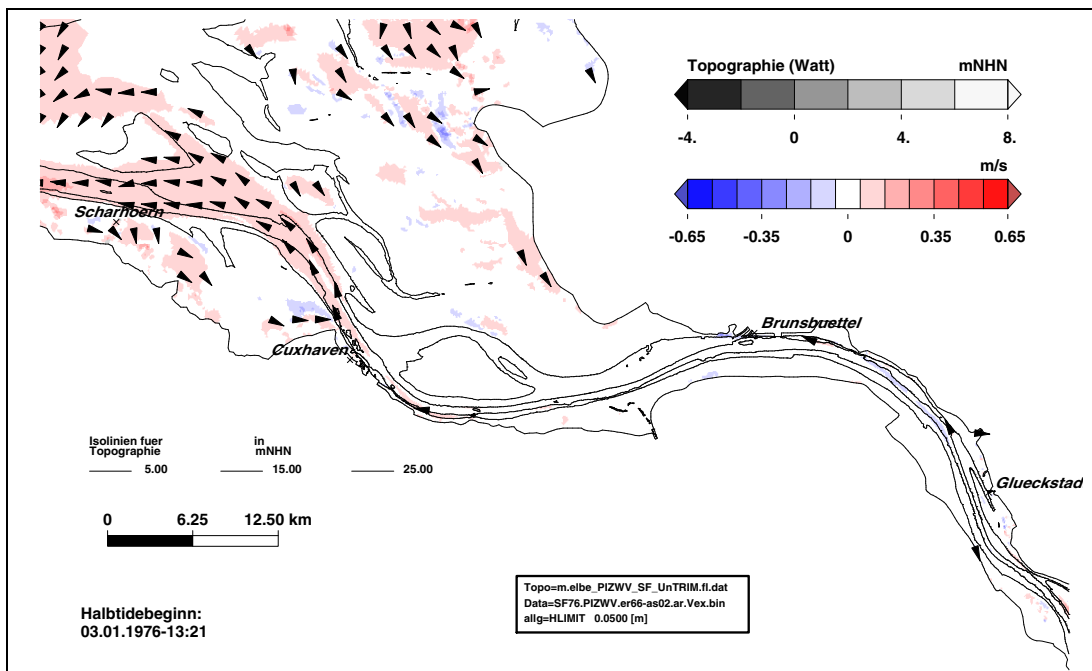 Topographie (Watt) mNHN
-4. 0 4. 8.
m/s
-0.65 -0.35 0 0.35 0.65
Scharhoern
Brunsbuettel
Cuxhaven
Isolinien fuer in
Topographie mNHN
5.00 15.00 25.00
Glueckstad
0 6.25 12.50 km
Topo=m.elbe_PIZWV_SF_UnTRIM.fl.dat
Data=SF76.PIZWV.er66-as02.ar.Vex.bin
allg=HLIMIT 0.0500 [m]
Halbtidebeginn:
03.01.1976-13:21